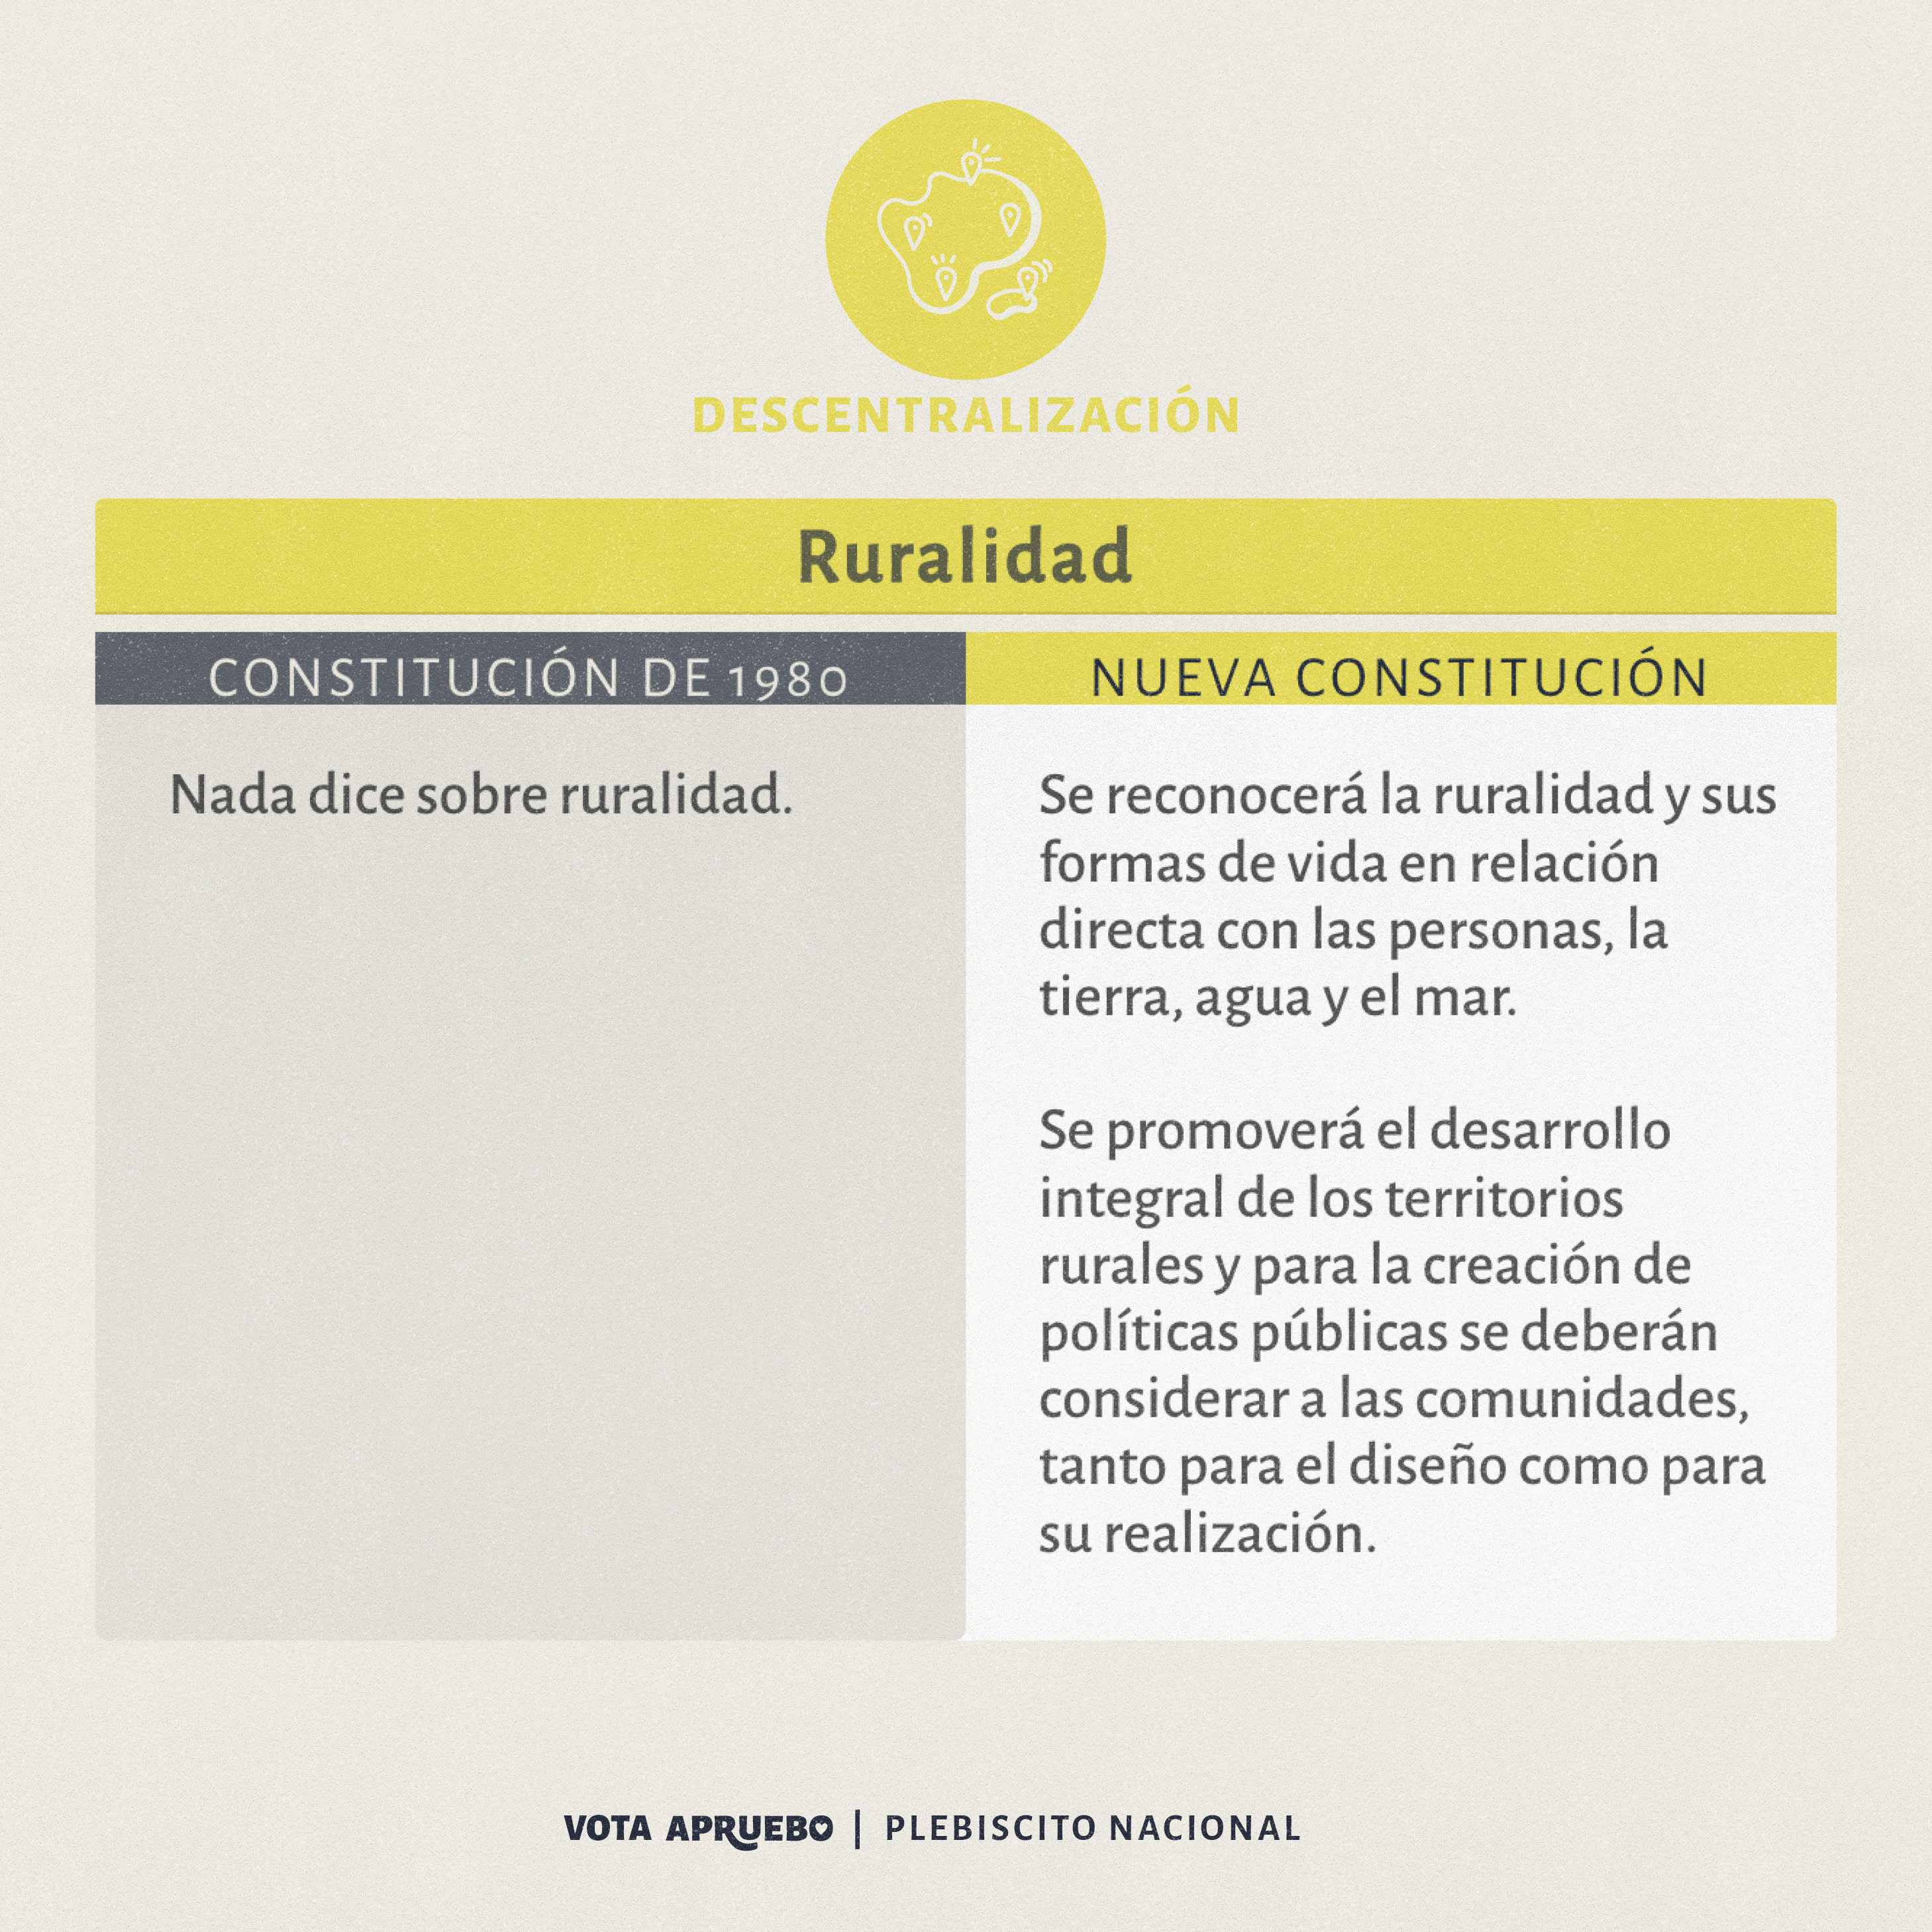 DESCENTRALIZACIÓN
Ruralidad
CONSTITUCIÓN DE 1980
Nada dice sobre ruralidad.
NUEVA CONSTITUCIÓN
Se reconocerá la ruralidad y sus
formas de vida en relación
directa con las personas, la
tierra, agua y el mar.
Se promoverá el desarrollo
integral de los territorios
rurales y para la creación de
políticas públicas se deberán
considerar a las comunidades,
tanto para el diseño como para
su realización.
VOTA APRUEBO | PLEBISCITO NACIONAL